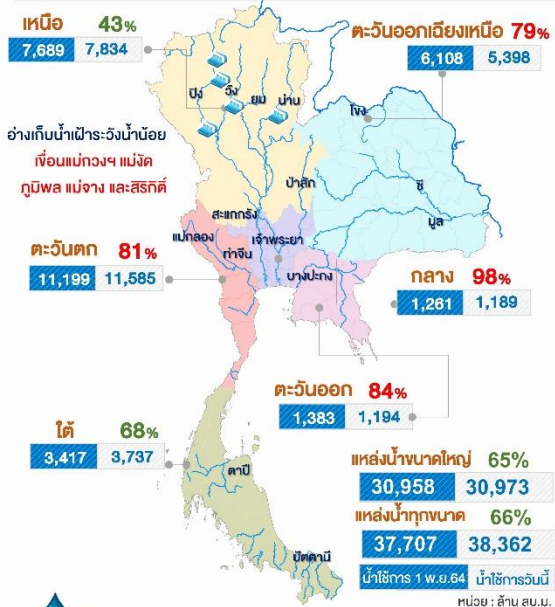 เหนือ 43%
7,689 7,834
ตะวันออกเฉียงเหนือ 79%
6,108 5,398
ปิง วัง ยม น่าน
โขง
อ่างเก็บน้ำเฝ้าระวังน้ำน้อย
เขื่อนแม่กวงฯ แม่งัด
ภูมิพล แม่จาง และสิริกิติ์
ป่าสัก
ชี
มูล
สะแกกรัง
แม่กลอง
ท่าจีน
เจ้าพระยา
บางปะกง
ตะวันตก 81%
11,199 11,585
กลาง 98%
1,261 1,189
ตะวันออก 84%
1,383 1,194
ใต้ 68%
3,417 3,737
ตาปี
ปัตตานี
แหล่งน้ำขนาดใหญ่ 65%
30,958 30,973
แหล่งน้ำทุกขนาด 66%
37,707 38,362
น้ำใช้การ 1 พ.ย.64 น้ำใช้การวันนี้
หน่วย : ล้าน ลบ.ม.